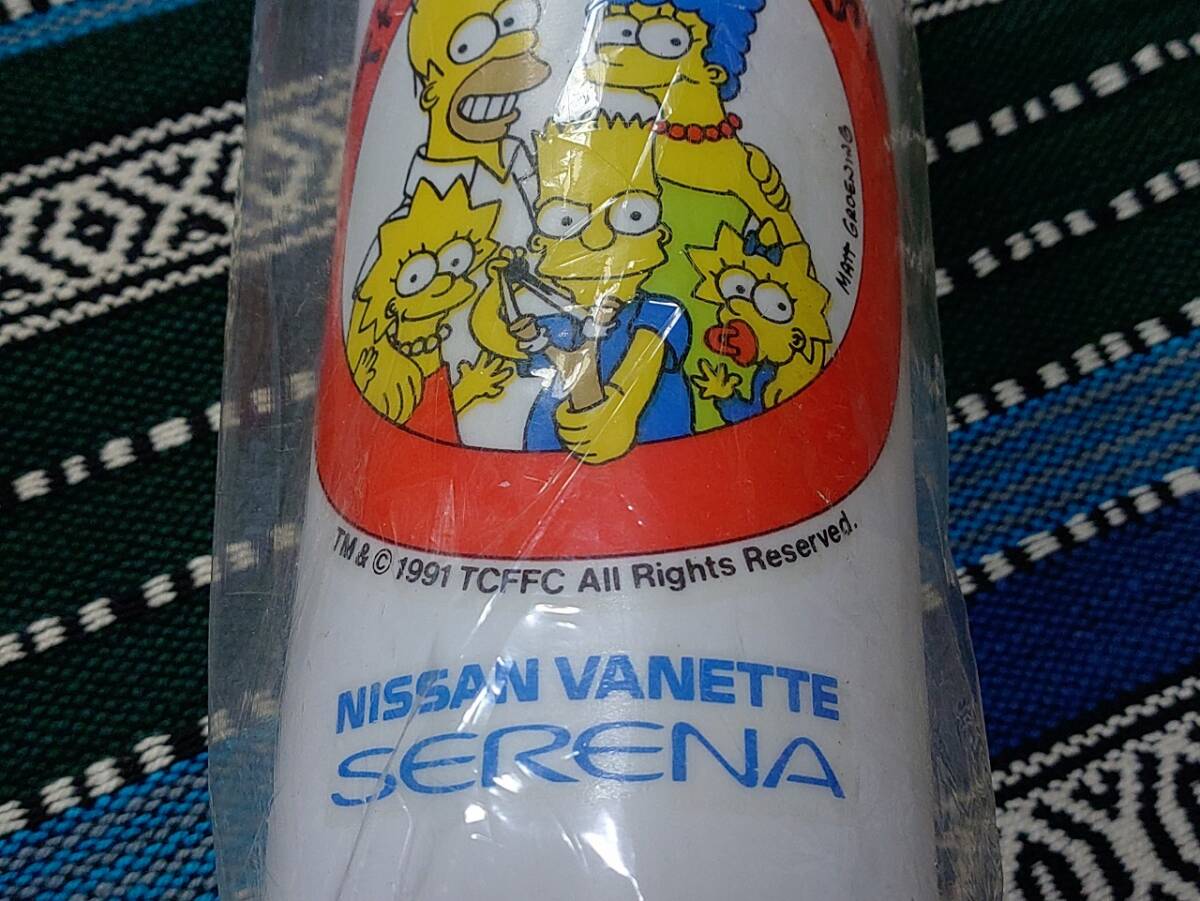 MATT GROENING
TM & © 1991 TCFFC All Rights Reserved.
NISSAN VANETTE
SERENA